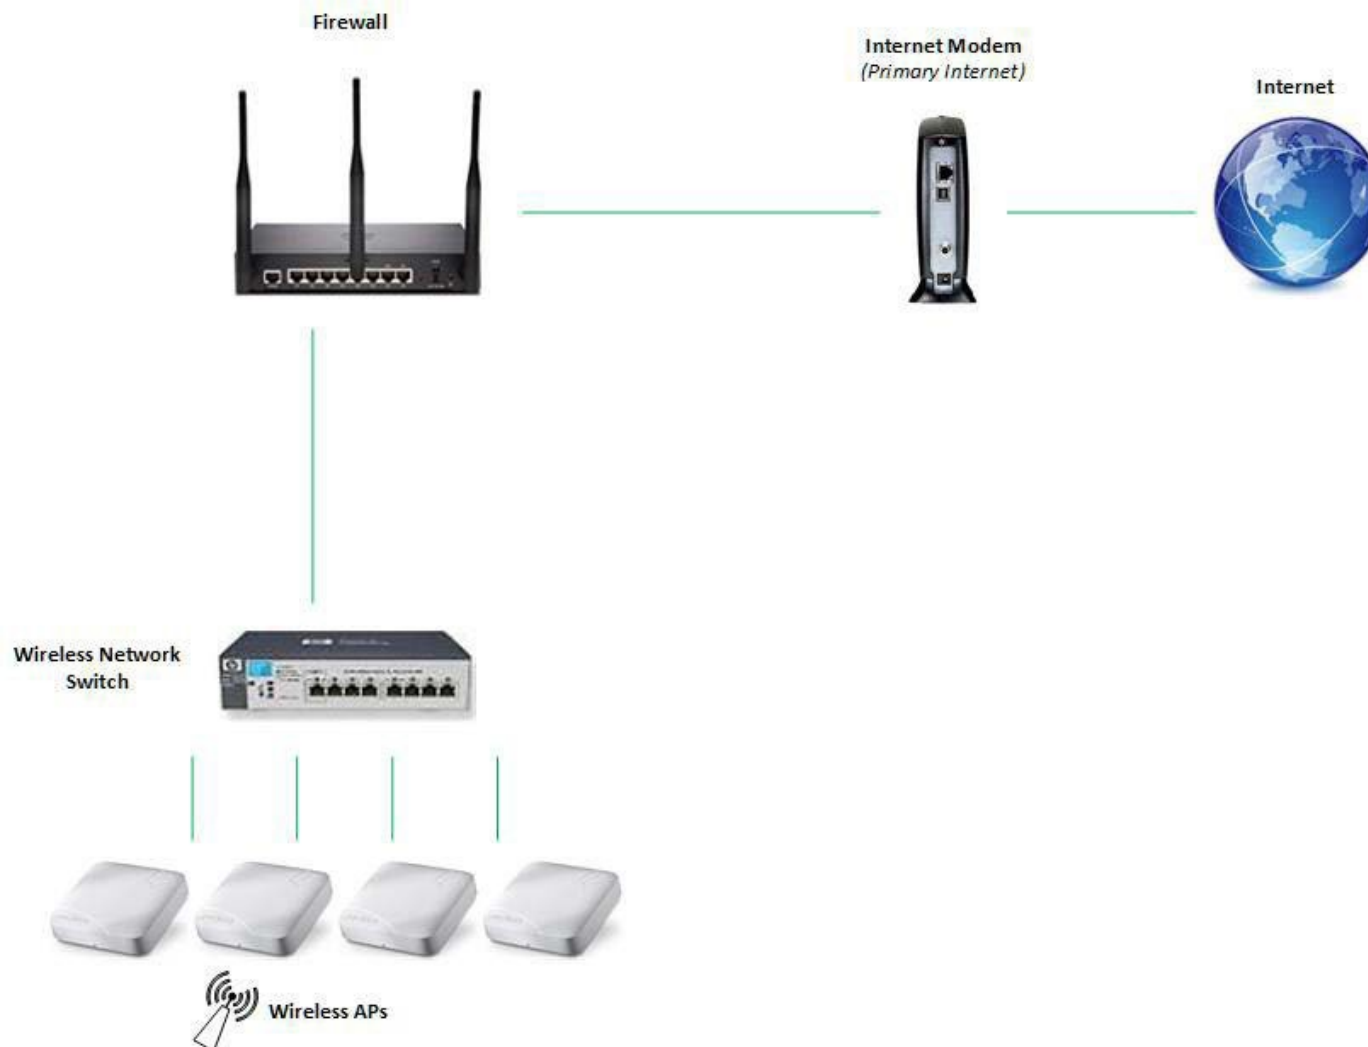 Firewall
Internet Modem
(Primary Internet)
Internet
Wireless Network
Switch
Wireless APs